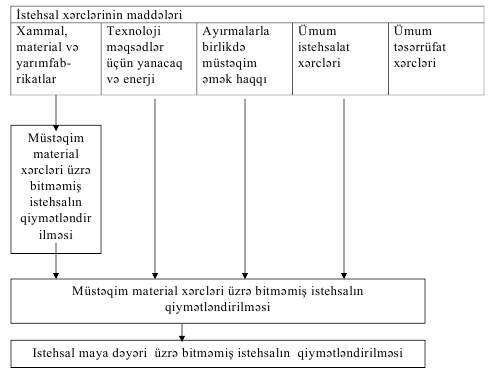 İstehsal xərclərinin maddələri
Xammal,
material və
yarımfab-
rikatlar
Texnoloji
məqsədlər
üçün yanacaq
və enerji
Ayırmalarla
birlikdə
müstəqim
əmək haqqı
Ümum
istehsalat
xərcləri
Ümum
təsərrüfat
xərcləri
Müstəqim
material
xərcləri üzrə
bitməmiş
istehsalın
qiymətləndir
ilməsi
Müstəqim material xərcləri üzrə bitməmiş istehsalın
qiymətləndirilməsi
Istehsal maya dəyəri üzrə bitməmiş istehsalın qiymətləndirilməsi